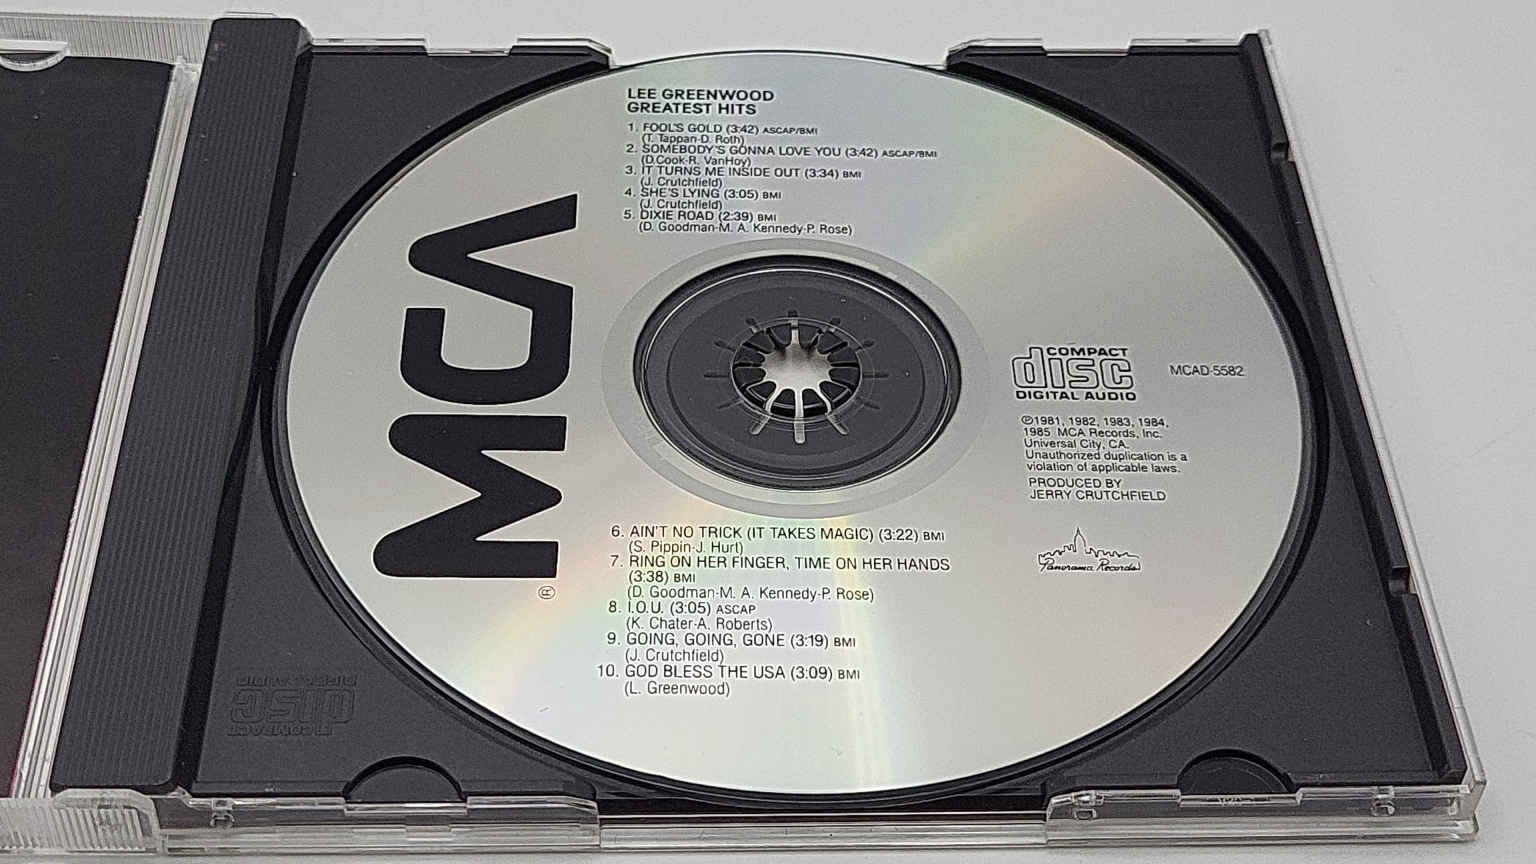 LEE GREENWOOD
GREATEST HITS
1. FOOL'S GOLD (3:42) ASCAP/BMI
(T. Tappan-D. Roth)
2. SOMEBODY'S GONNA LOVE YOU (3:42) ASCAP/BMI
(D.Cook-R. VanHoy)
3. IT TURNS ME INSIDE OUT (3:34) BMI
(J. Crutchfield)
4. SHE'S LYING (3:05) BMI
(J. Crutchfield)
5. DIXIE ROAD (2:39) BMI
(D. Goodman-M. A. Kennedy-P. Rose)
MCA
®
COMPACT
disc
DIGITAL AUDIO
MCAD-5582
℗1981, 1982, 1983, 1984,
1985 MCA Records, Inc.
Universal City, CA.
Unauthorized duplication is a
violation of applicable laws.
PRODUCED BY
JERRY CRUTCHFIELD
Panorama Records
6. AIN'T NO TRICK (IT TAKES MAGIC) (3:22) BMI
(S. Pippin-J. Hurt)
7. RING ON HER FINGER, TIME ON HER HANDS
(3:38) BMI
(D. Goodman-M. A. Kennedy-P. Rose)
8. I.O.U. (3:05) ASCAP
(K. Chater-A. Roberts)
9. GOING, GOING, GONE (3:19) BMI
(J. Crutchfield)
10. GOD BLESS THE USA (3:09) BMI
(L. Greenwood)
COMPACT
disc
DIGITAL AUDIO